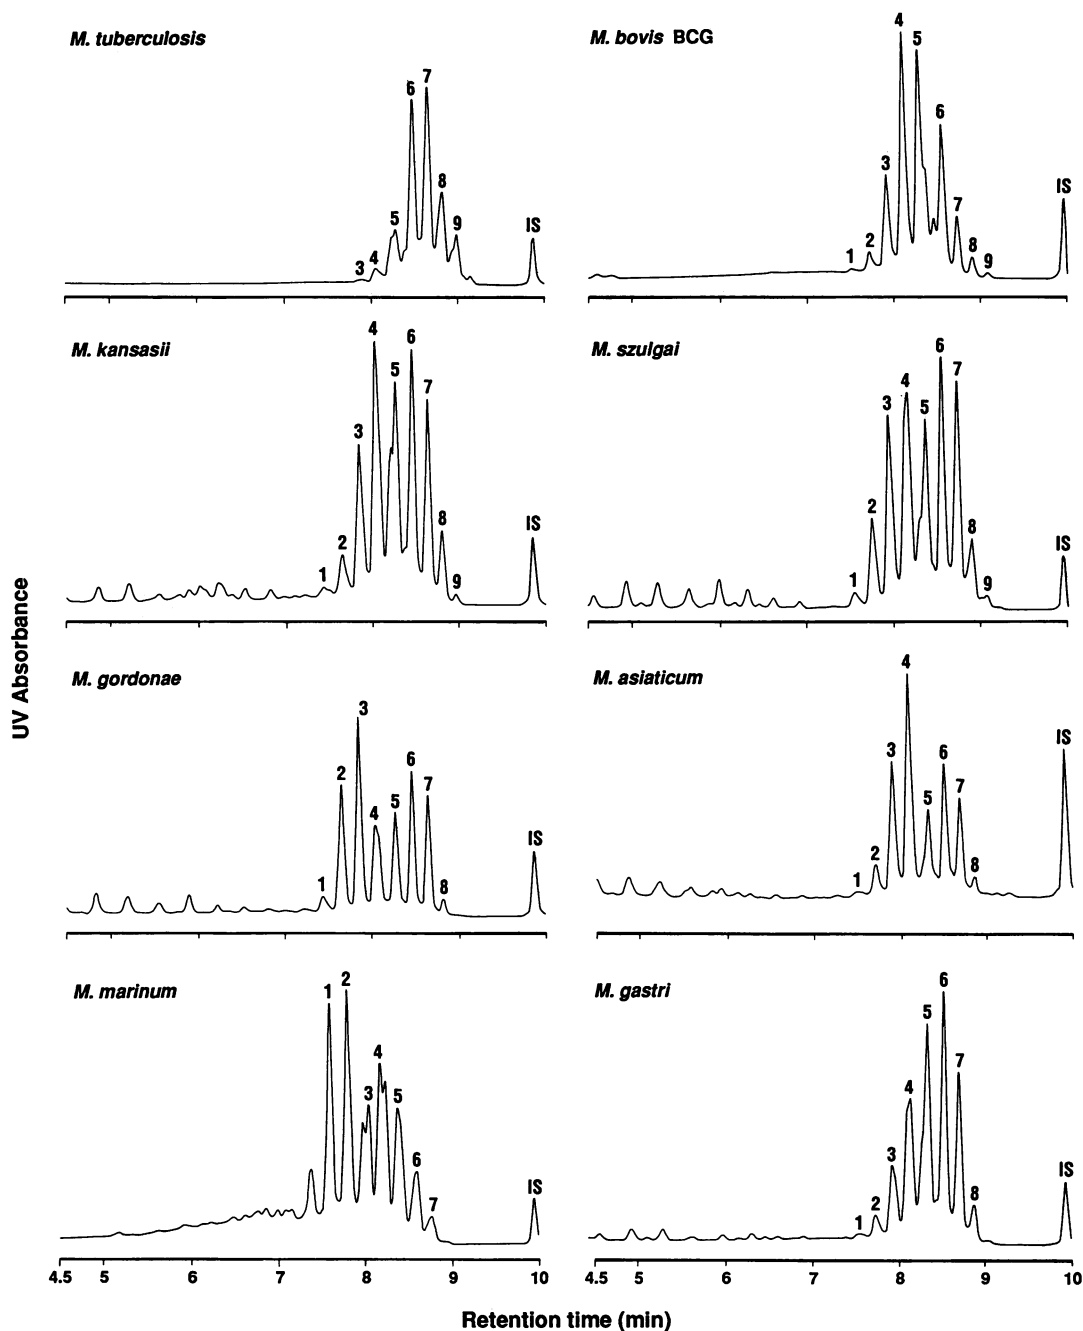 M. tuberculosis
3 4 5 6 7 8 9 IS
M. bovis BCG
1 2 3 4 5 6 7 8 9 IS
M. kansasii
1 2 3 4 5 6 7 8 9 IS
M. szulgai
1 2 3 4 5 6 7 8 9 IS
M. gordonae
1 2 3 4 5 6 7 8 IS
M. asiaticum
1 2 3 4 5 6 7 8 IS
M. marinum
1 2 3 4 5 6 7 IS
M. gastri
1 2 3 4 5 6 7 8 IS
UV Absorbance
4.5 5 6 7 8 9 10
4.5 5 6 7 8 9 10
Retention time (min)